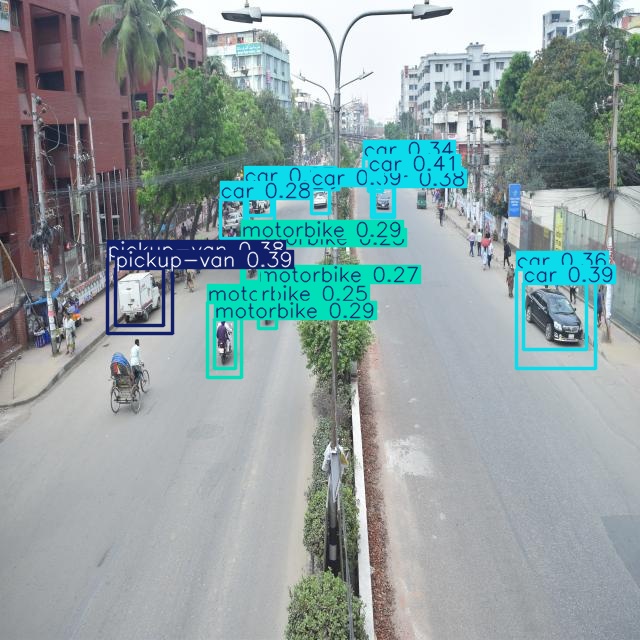 car 0.34
car 0.41
car 0.28
car 0.39
0.38
motorbike 0.29
pickup-van 0.38
pickup-van 0.39
motorbike 0.27
car 0.36
car 0.39
motorbike 0.25
motorbike 0.29